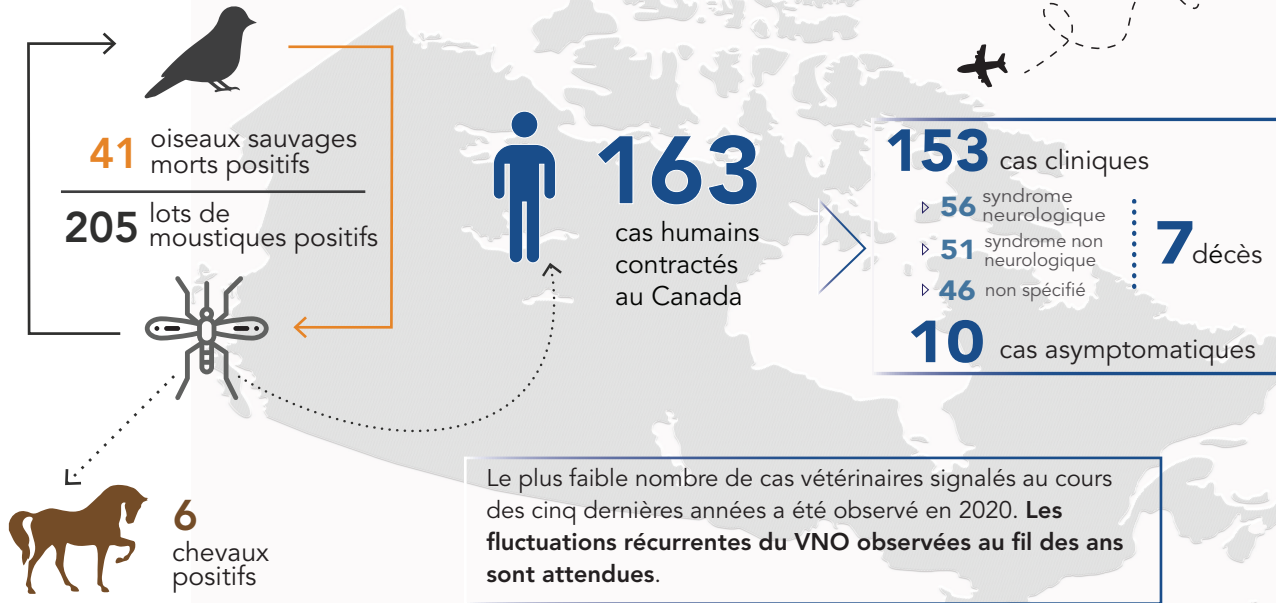 41 oiseaux sauvages
morts positifs
205 lots de
moustiques positifs
6
chevaux
positifs
163
cas humains
contractés
au Canada
153 cas cliniques
56 syndrome
neurologique
51 syndrome non
neurologique
46 non spécifié
7 décès
10 cas asymptomatiques
Le plus faible nombre de cas vétérinaires signalés au cours
des cinq dernières années a été observé en 2020. Les
fluctuations récurrentes du VNO observées au fil des ans
sont attendues.